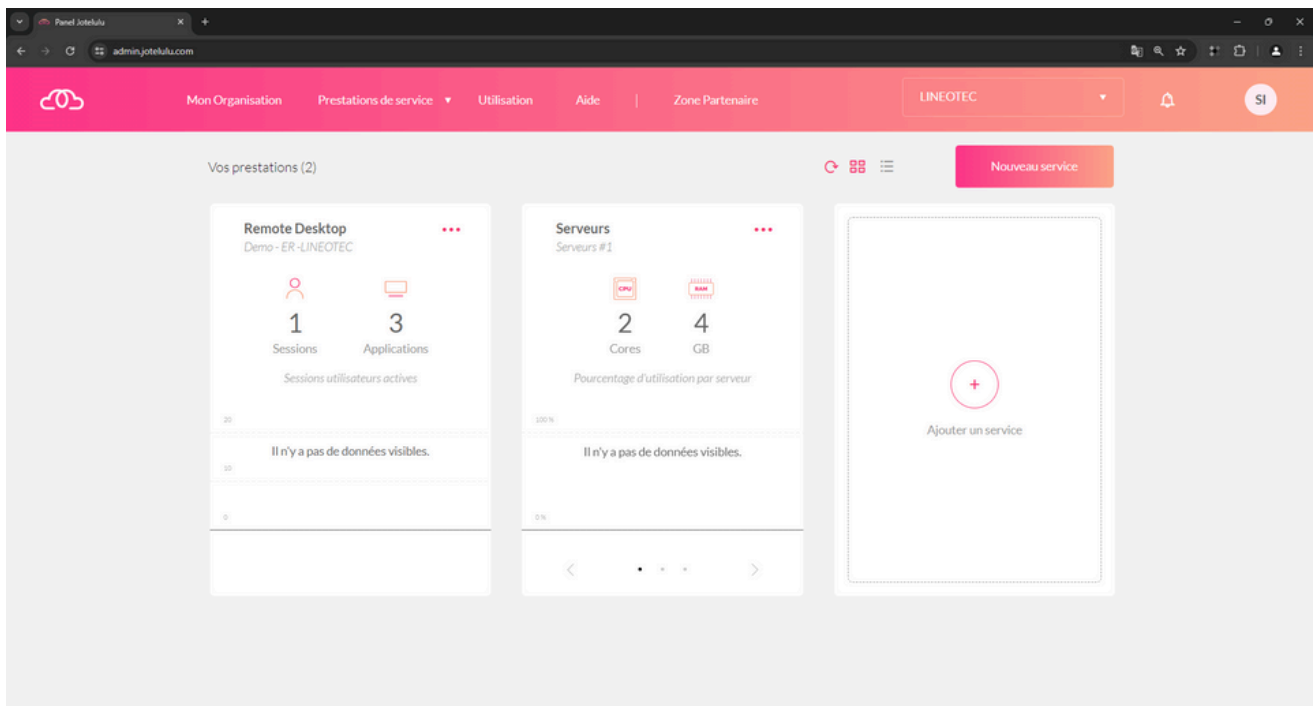 Panel Jotelulu
admin.jotelulu.com
Mon Organisation Prestations de service Utilisation Aide | Zone Partenaire LINEOTEC SI
Vos prestations (2) Nouveau service
Remote Desktop
Demo - ER -LINEOTEC
1 3
Sessions Applications
Sessions utilisateurs actives
20
Il n'y a pas de données visibles.
10
0
Serveurs
Serveurs #1
CPU RAM
2 4
Cores GB
Pourcentage d'utilisation par serveur
100 %
Il n'y a pas de données visibles.
0 %
Ajouter un service